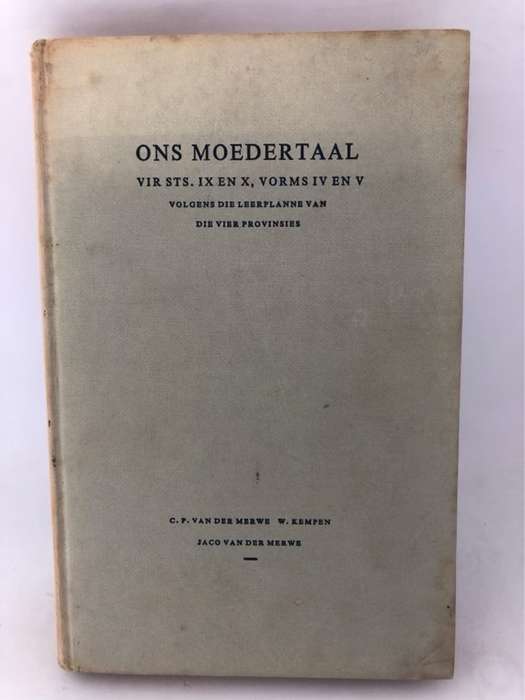 ONS MOEDERTAAL
VIR STS. IX EN X, VORMS IV EN V
VOLGENS DIE LEERPLANNE VAN
DIE VIER PROVINSIES
C. P. VAN DER MERWE W. KEMPEN
JACO VAN DER MERWE